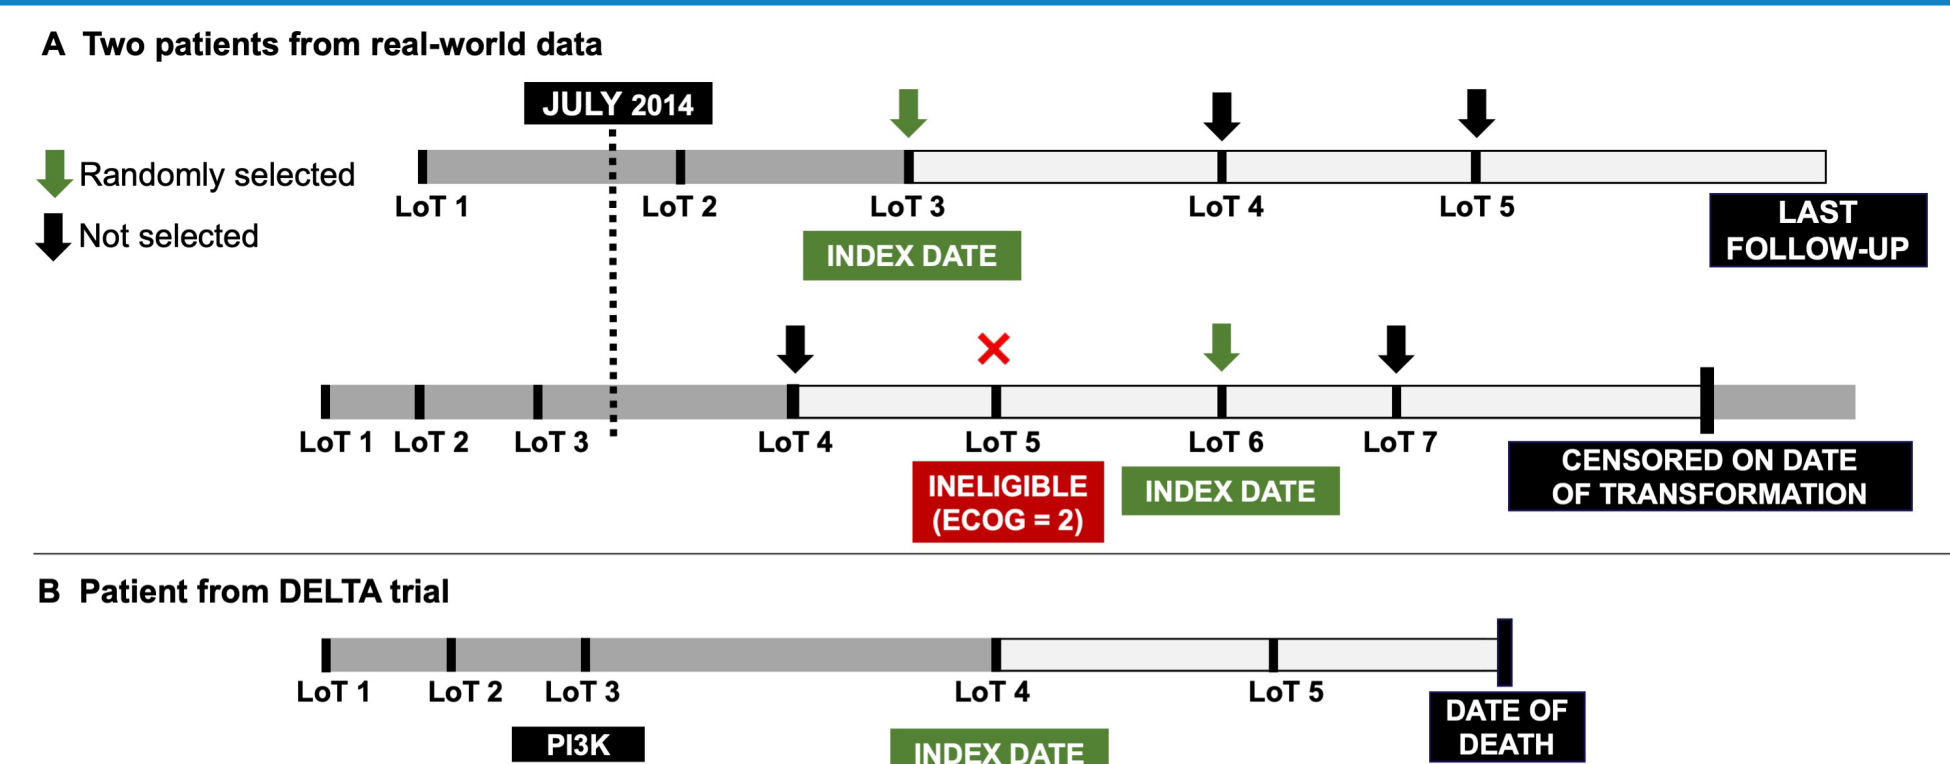 A Two patients from real-world data
JULY 2014
Randomly selected
Not selected
LoT 1
LoT 2
LoT 3
LoT 4
LoT 5
INDEX DATE
LAST
FOLLOW-UP
LoT 1
LoT 2
LoT 3
LoT 4
LoT 5
LoT 6
LoT 7
INELIGIBLE
(ECOG = 2)
INDEX DATE
CENSORED ON DATE
OF TRANSFORMATION
B Patient from DELTA trial
LoT 1
LoT 2
LoT 3
LoT 4
LoT 5
PI3K
INDEX DATE
DATE OF
DEATH